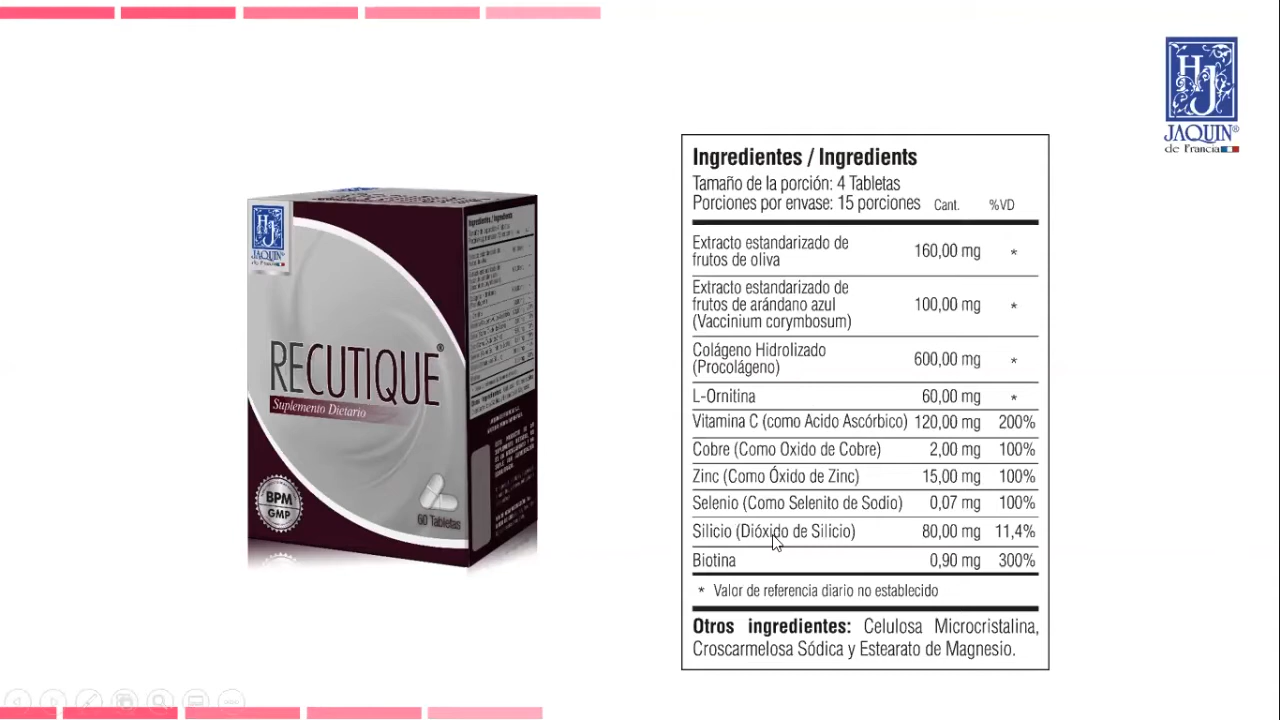 HJ
JAQUIN®
de Francia
Ingredientes / Ingredients
Tamaño de la porción: 4 Tabletas
Porciones por envase: 15 porciones Cant. %VD
Extracto estandarizado de
frutos de oliva 160,00 mg *
Extracto estandarizado de
frutos de arándano azul 100,00 mg *
(Vaccinium corymbosum)
Colágeno Hidrolizado
(Procolágeno) 600,00 mg *
L-Ornitina 60,00 mg *
Vitamina C (como Acido Ascórbico) 120,00 mg 200%
Cobre (Como Oxido de Cobre) 2,00 mg 100%
Zinc (Como Óxido de Zinc) 15,00 mg 100%
Selenio (Como Selenito de Sodio) 0,07 mg 100%
Silicio (Dióxido de Silicio) 80,00 mg 11,4%
Biotina 0,90 mg 300%
* Valor de referencia diario no establecido
Otros ingredientes: Celulosa Microcristalina,
Croscarmelosa Sódica y Estearato de Magnesio.
HJ
JAQUIN
de Francia
RECUTIQUE®
Suplemento Dietario
BPM
GMP
60 Tabletas
Ingredientes / Ingredients